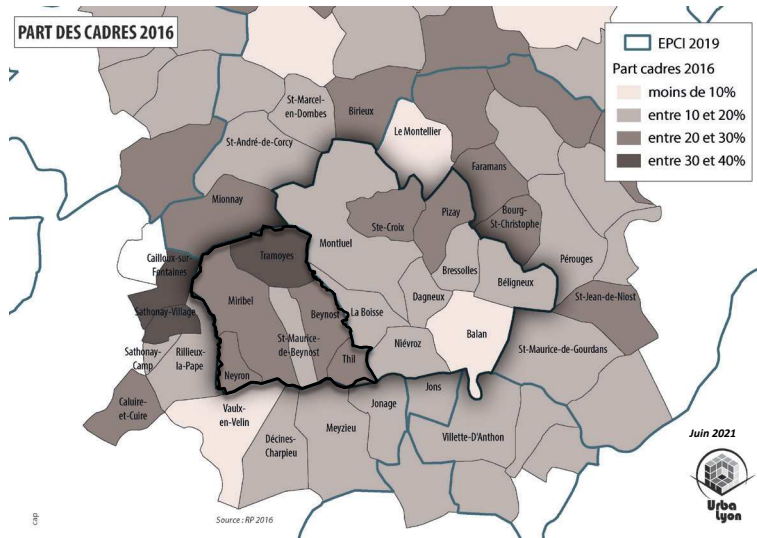 PART DES CADRES 2016
EPCI 2019
Part cadres 2016
moins de 10%
entre 10 et 20%
entre 20 et 30%
entre 30 et 40%
St-Marcel-
en-Dombes
Birieux
Le Montellier
St-André-de-Corcy
Faramans
Mionnay
Ste-Croix
Pizay
Bourg-
St-Christophe
Montluel
Tramoyes
Cailloux-sur-
Fontaines
Pérouges
Bressolles
Béligneux
Miribel
Dagneux
St-Jean-de-Niost
Sathonay-Village
Beynost
La Boisse
Balan
St-Maurice-
de-Beynost
Niévroz
St-Maurice-de-Gourdans
Sathonay-
Camp
Rillieux-
la-Pape
Thil
Neyron
Jons
Caluire-
et-Cuire
Vaulx-
en-Velin
Jonage
Meyzieu
Décines-
Charpieu
Villette-D'Anthon
Juin 2021
Urba
Lyon
cap
Source : RP 2016